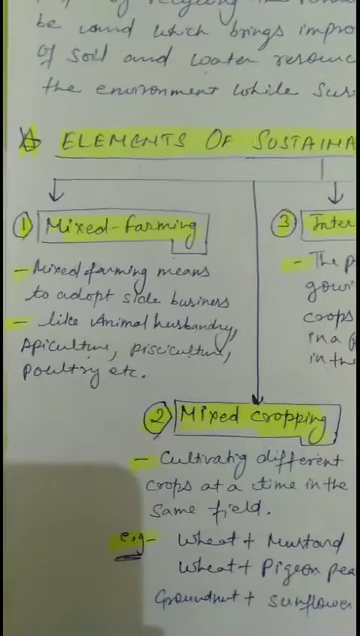 be used which brings impro
of soil and water resourc
the environment while sus
ELEMENTS OF SUSTAINA
① Mixed-farming
- Mixed farming means
to adopt side business
- like Animal husbandry,
Apiculture, pisciculture,
poultry etc.
③ Inter
- The p
growi
crops
in a p
in the
② Mixed cropping
- Cultivating different
crops at a time in the
same field.
e.g- Wheat + Mustard
Wheat + Pigeon pea
Groundnut + sunflower